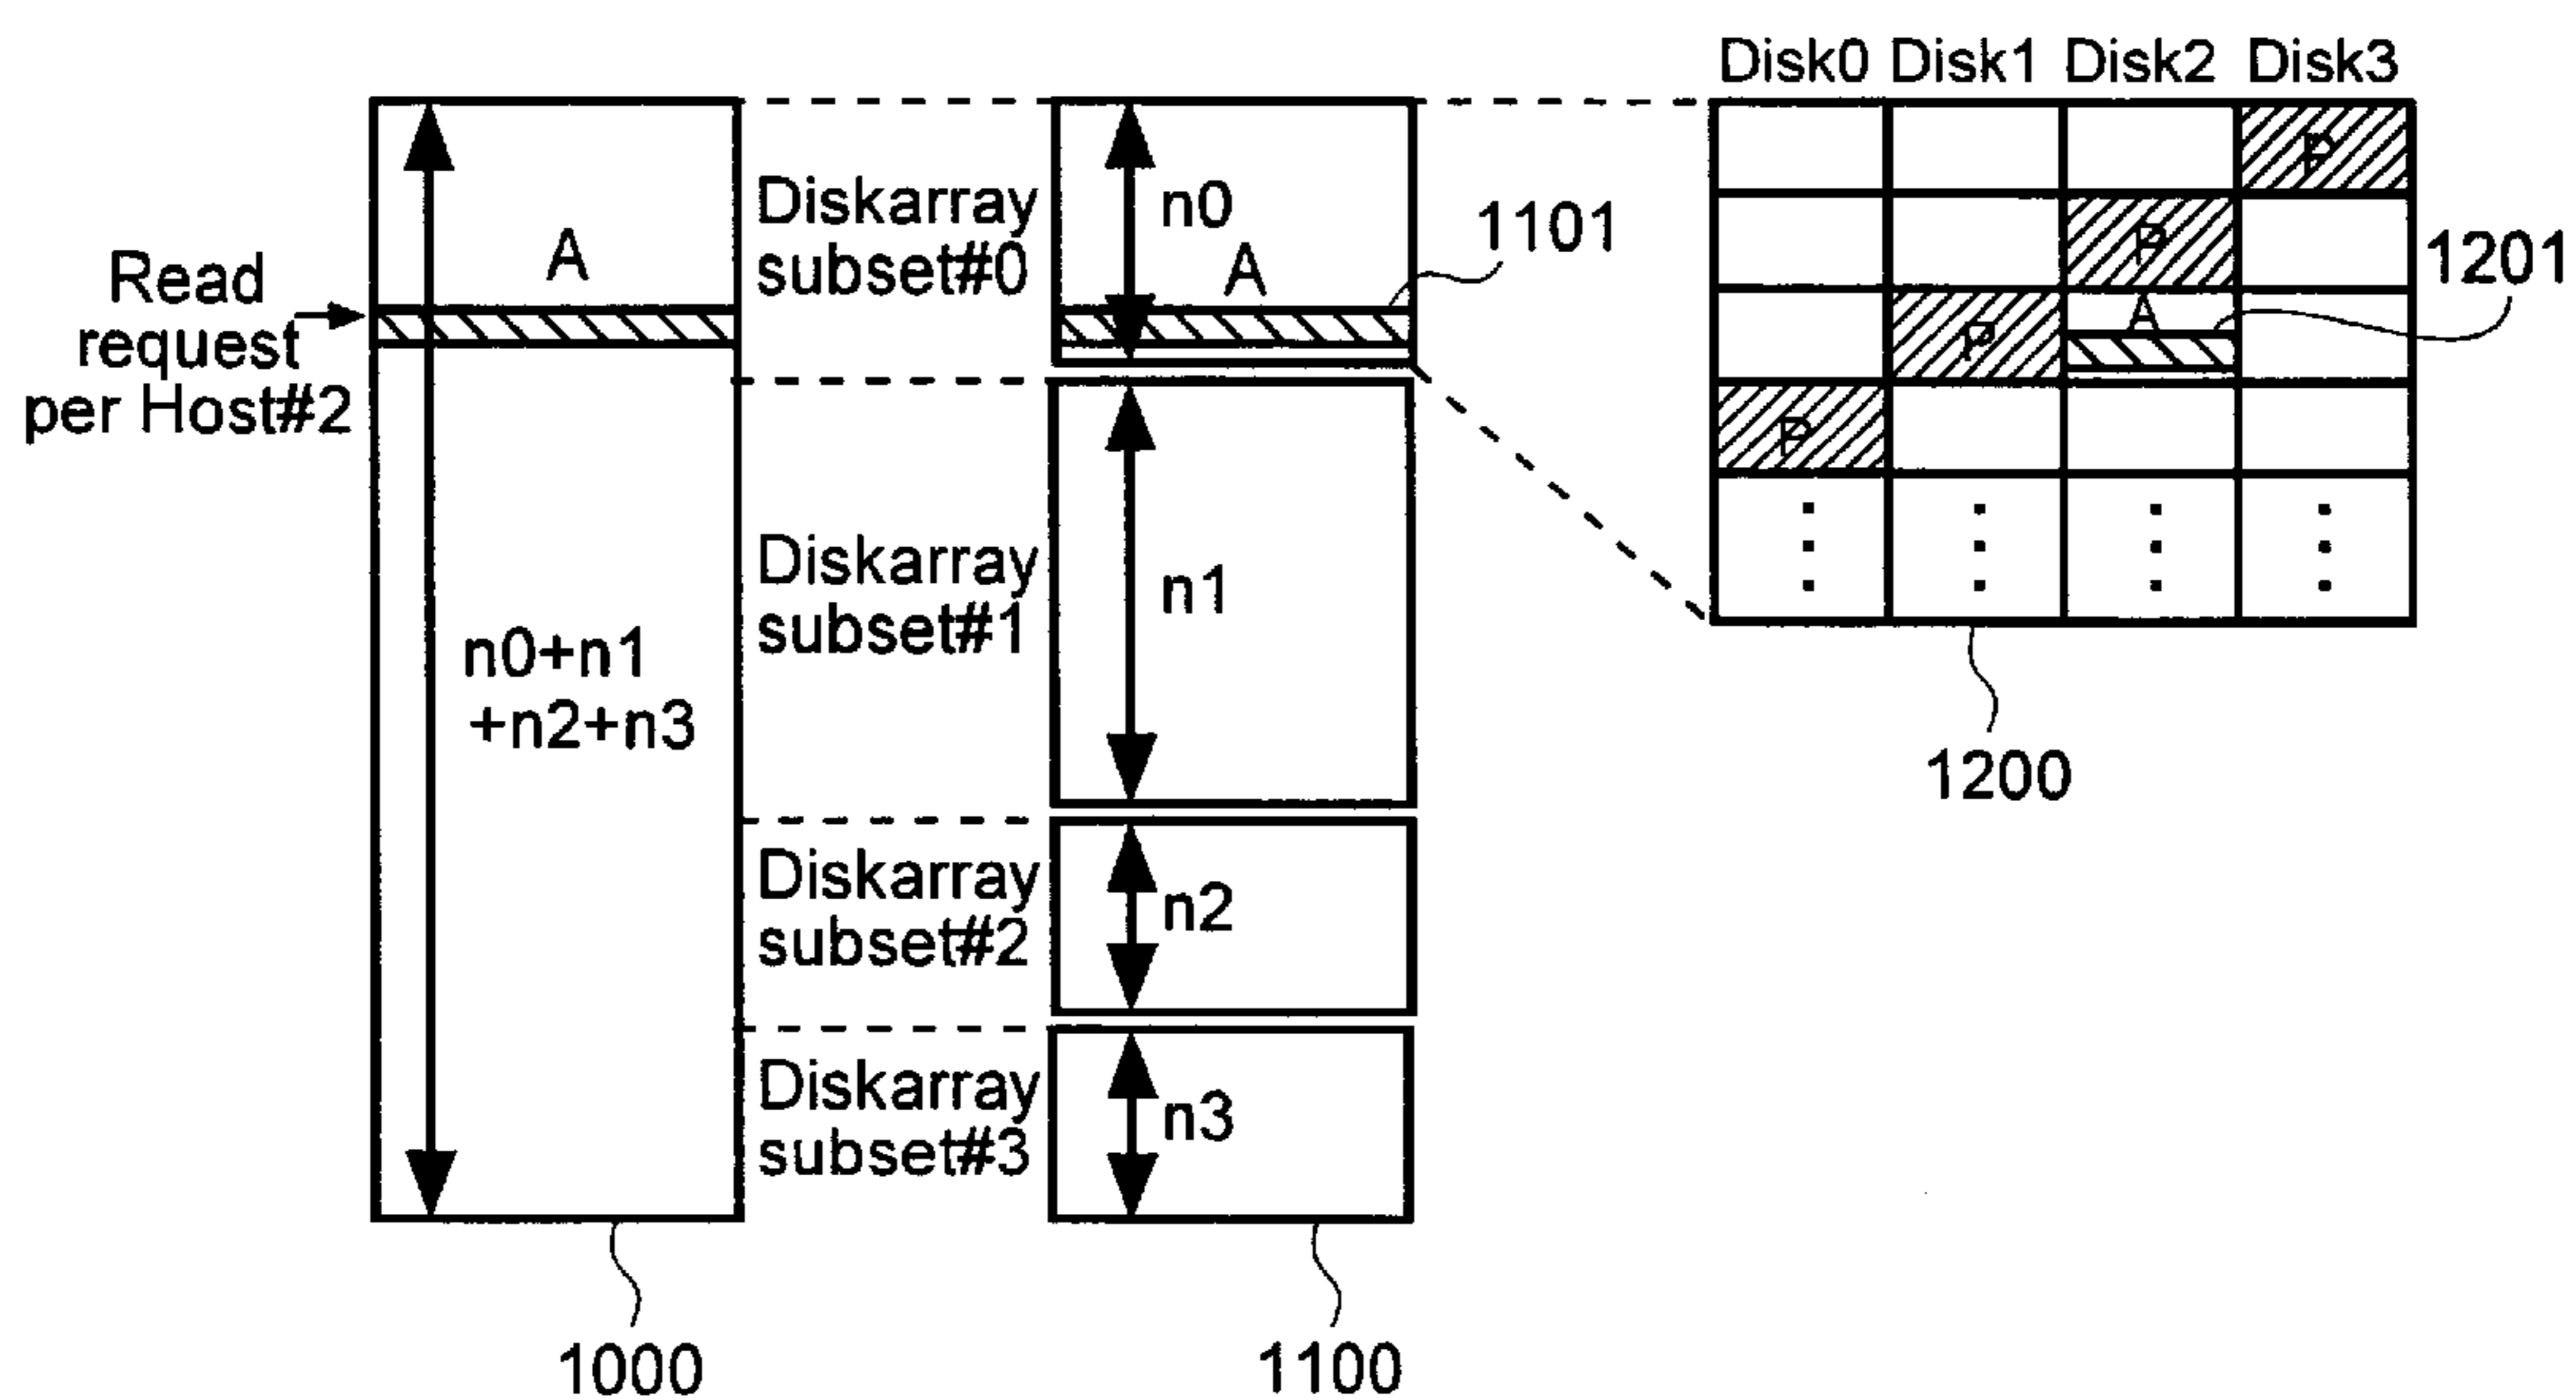 Disk0 Disk1 Disk2 Disk3
Read
request
per Host#2
A
n0+n1
+n2+n3
1000
Diskarray
subset#0
Diskarray
subset#1
Diskarray
subset#2
Diskarray
subset#3
n0
A
1101
n1
n2
n3
1100
P
P
A
1201
P
P
1200